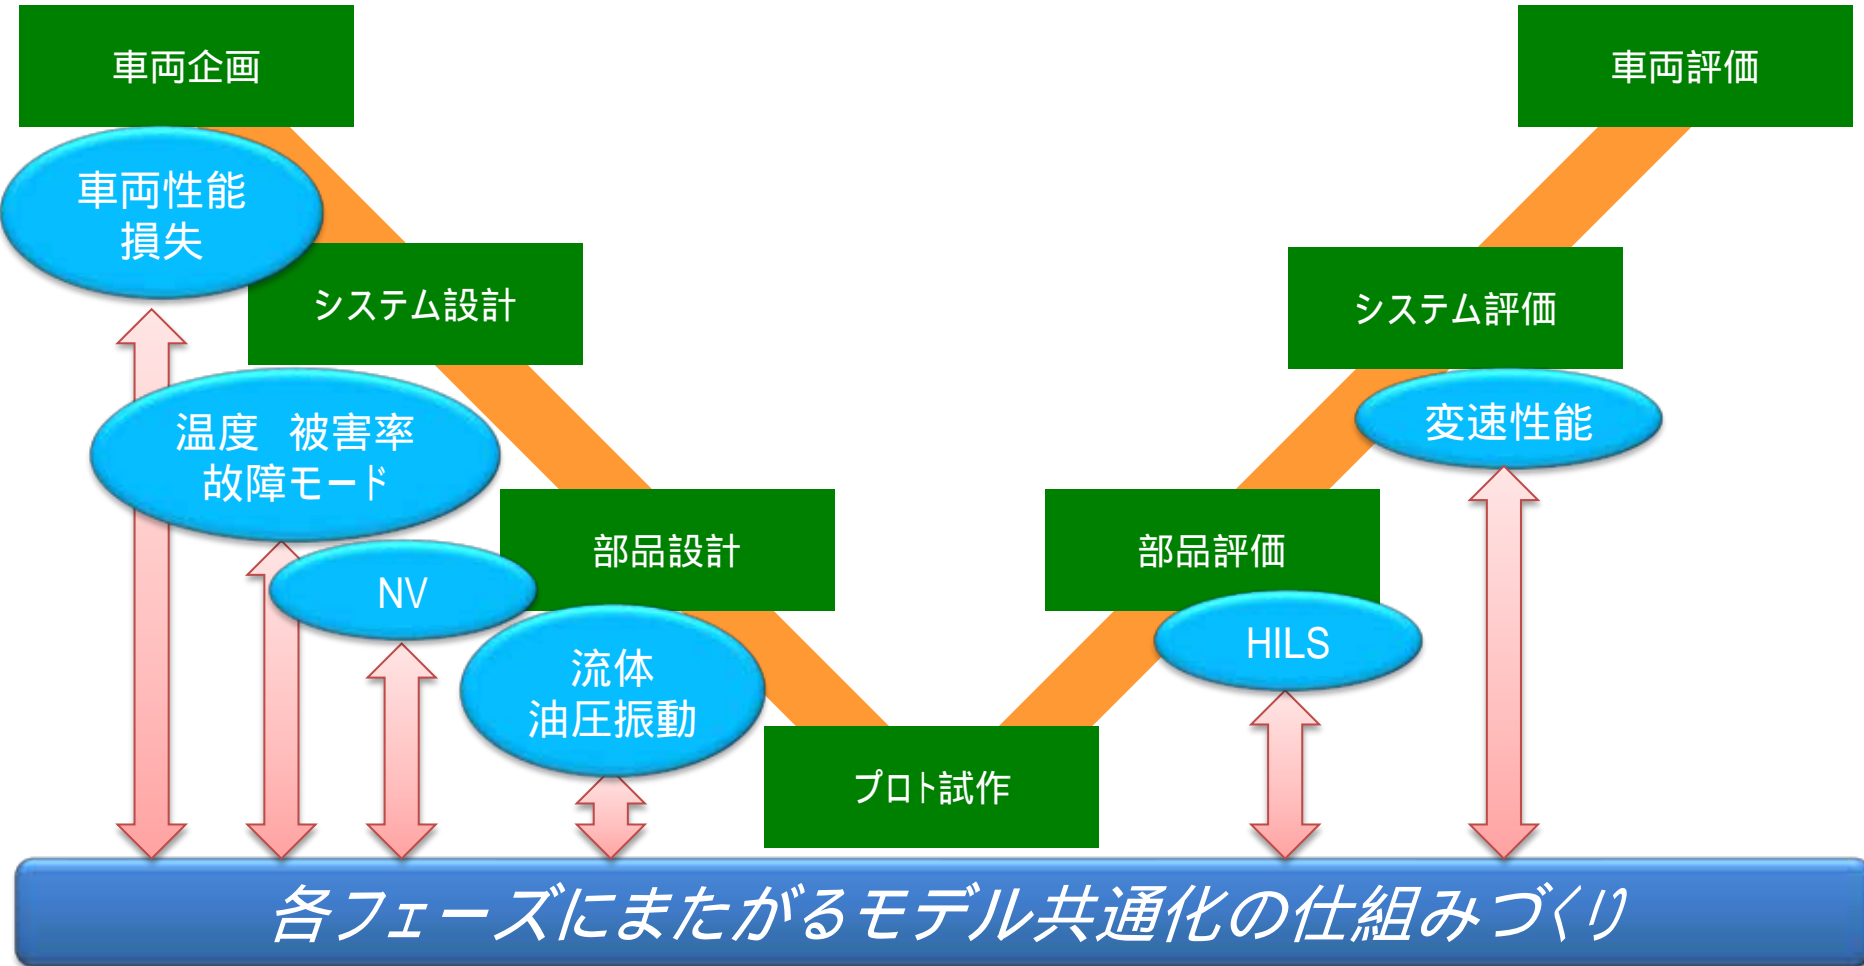 車両企画
車両評価
車両性能
損失
システム設計
システム評価
温度　被害率
故障モード
変速性能
部品設計
部品評価
NV
HILS
流体
油圧振動
プロト試作
各フェーズにまたがるモデル共通化の仕組みづくり